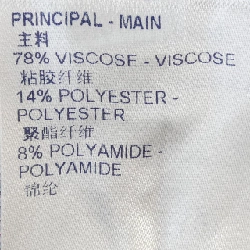 PRINCIPAL - MAIN
主料
78% VISCOSE - VISCOSE
粘胶纤维
14% POLYESTER -
POLYESTER
聚酯纤维
8% POLYAMIDE -
POLYAMIDE
锦纶